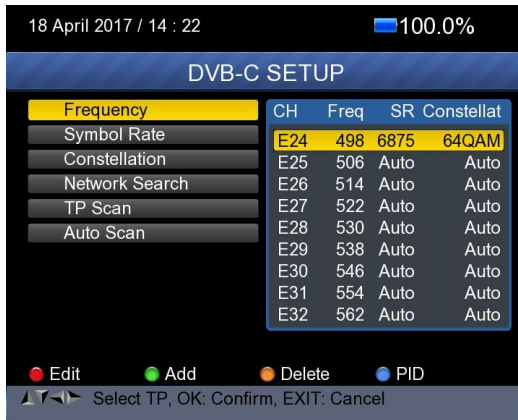 18 April 2017 / 14 : 22
100.0%
DVB-C SETUP
Frequency
Symbol Rate
Constellation
Network Search
TP Scan
Auto Scan
CH Freq SR Constellat
E24 498 6875 64QAM
E25 506 Auto Auto
E26 514 Auto Auto
E27 522 Auto Auto
E28 530 Auto Auto
E29 538 Auto Auto
E30 546 Auto Auto
E31 554 Auto Auto
E32 562 Auto Auto
Edit Add Delete PID
Select TP, OK: Confirm, EXIT: Cancel